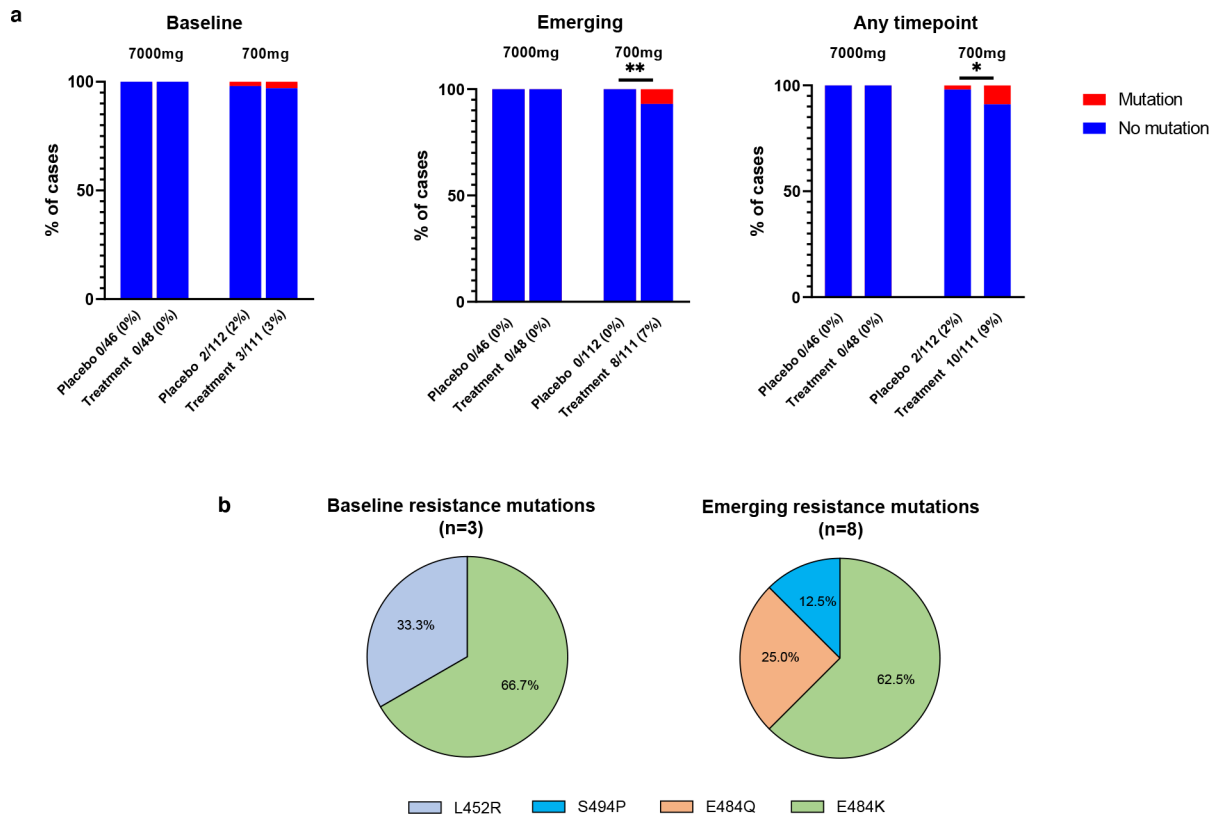 a
Baseline
7000mg
700mg
% of cases
100
50
0
Placebo 0/46 (0%)
Treatment 0/48 (0%)
Placebo 2/112 (2%)
Treatment 3/111 (3%)
Emerging
7000mg
700mg
**
% of cases
100
50
0
Placebo 0/46 (0%)
Treatment 0/48 (0%)
Placebo 0/112 (0%)
Treatment 8/111 (7%)
Any timepoint
7000mg
700mg
*
% of cases
100
50
0
Placebo 0/46 (0%)
Treatment 0/48 (0%)
Placebo 2/112 (2%)
Treatment 10/111 (9%)
Mutation
No mutation
b
Baseline resistance mutations
(n=3)
33.3%
66.7%
Emerging resistance mutations
(n=8)
12.5%
25.0%
62.5%
L452R
S494P
E484Q
E484K